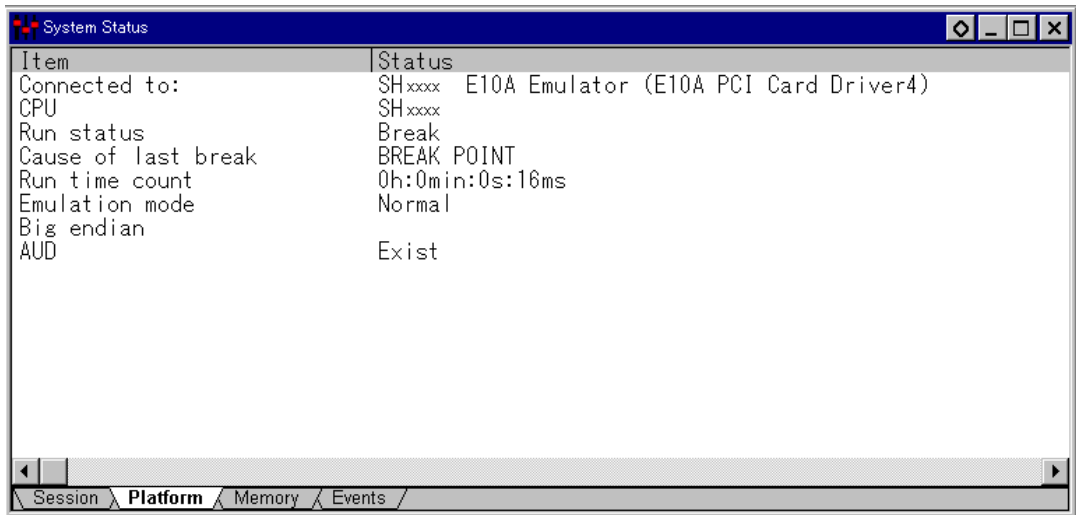 System Status
Item Status
Connected to: SHxxxx E10A Emulator (E10A PCI Card Driver4)
CPU SHxxxx
Run status Break
Cause of last break BREAK POINT
Run time count 0h:0min:0s:16ms
Emulation mode Normal
Big endian
AUD Exist
Session Platform Memory Events